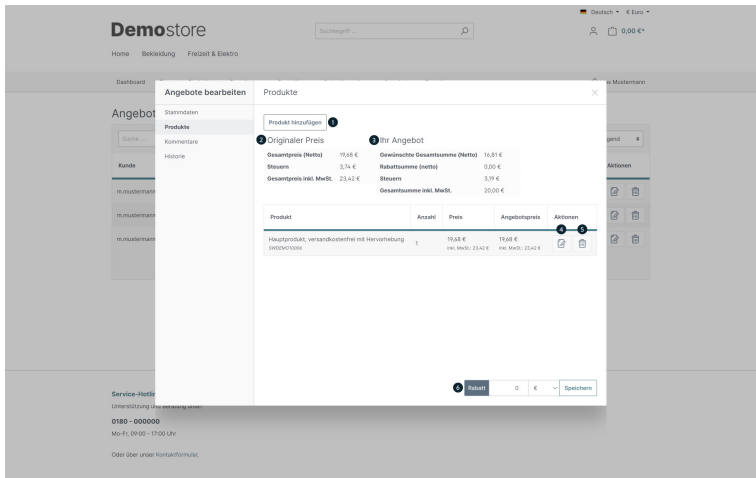 Deutsch
€ Euro
Demostore
Suchbegriff ...
0,00 €*
Home Bekleidung Freizeit & Elektro
Dashboard
Mustermann
Angebote bearbeiten
Produkte
Angebot
Stammdaten
Produkte
Kommentare
Historie
Produkt hinzufügen 1
2 Originaler Preis
Gesamtpreis (Netto) 19,68 €
Steuern 3,74 €
Gesamtpreis inkl. MwSt. 23,42 €
3 Ihr Angebot
Gewünschte Gesamtsumme (Netto) 16,81 €
Rabattsumme (netto) 0,00 €
Steuern 3,19 €
Gesamtsumme inkl. MwSt. 20,00 €
Suche ...
gend
Kunde
Aktionen
m.mustermann
m.mustermann
m.mustermann
Produkt Anzahl Preis Angebotspreis Aktionen
4 5
Hauptprodukt, versandkostenfrei mit Hervorhebung 1 19,68 € 19,68 €
SWDEMO10006 inkl. MwSt.: 23,42 € inkl. MwSt.: 23,42 €
6 Rabatt 0 € Speichern
Service-Hotlin
Unterstützung und Beratung unter:
0180 - 000000
Mo-Fr, 09:00 - 17:00 Uhr
Oder über unser Kontaktformular.